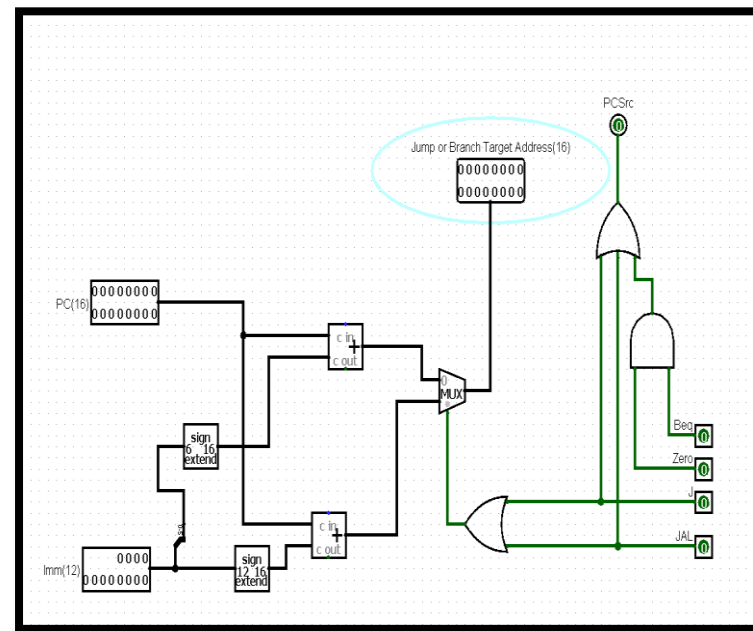 PCSrc
Jump or Branch Target Address(16)
00000000
00000000
PC(16)
00000000
00000000
c in
+
c out
0
MUX
sign
6 16
extend
Beq
0
Zero
0
J
0
JAL
0
c in
+
c out
Imm(12)
0000
00000000
sign
12 16
extend
0